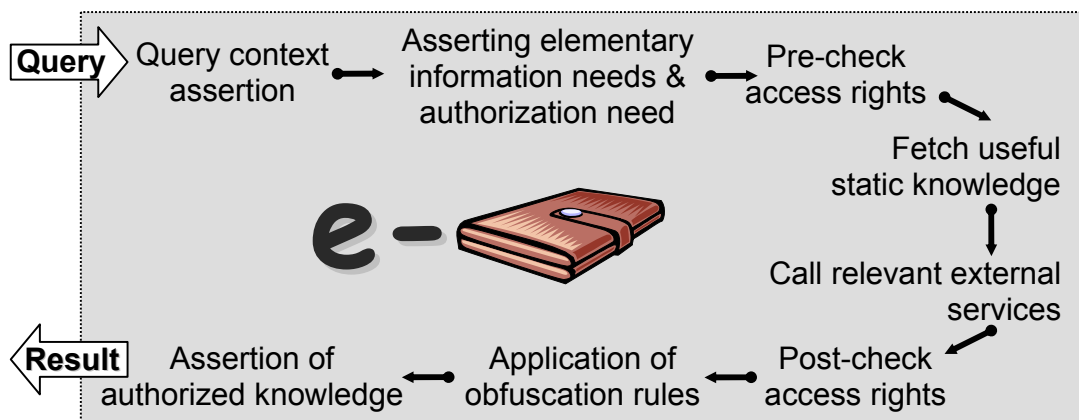 Query
Query context
assertion
Asserting elementary
information needs &
authorization need
Pre-check
access rights
Fetch useful
static knowledge
e-
Call relevant external
services
Post-check
access rights
Application of
obfuscation rules
Assertion of
authorized knowledge
Result